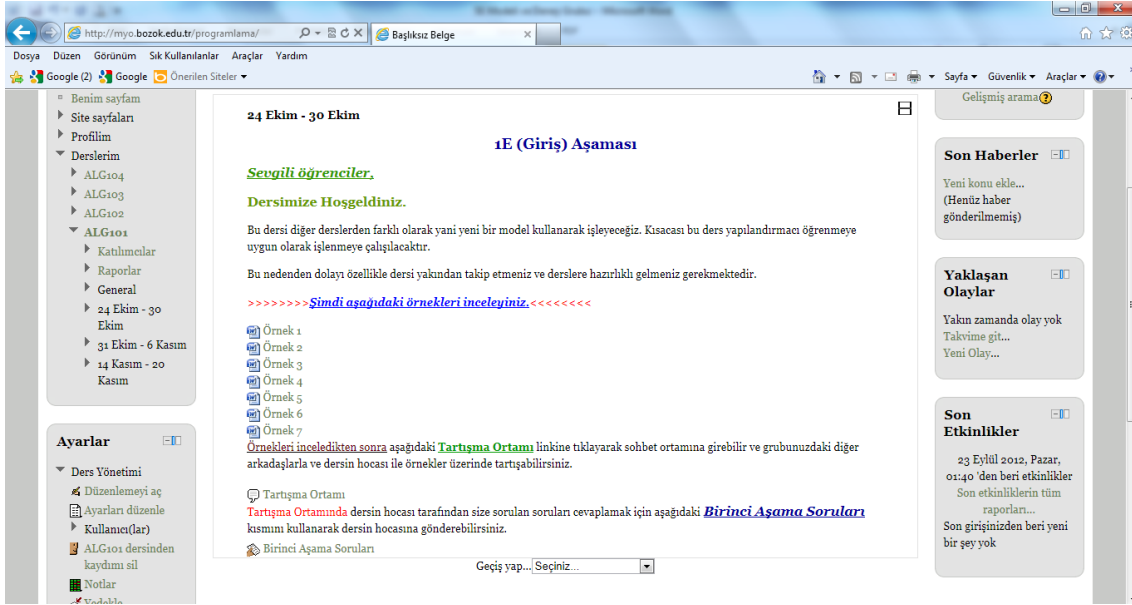 http://myo.bozok.edu.tr/programlama/
Başlıksız Belge
Dosya Düzen Görünüm Sık Kullanılanlar Araçlar Yardım
Google (2) Google Önerilen Siteler
Sayfa Güvenlik Araçlar
Benim sayfam
Site sayfaları
Profilim
Derslerim
ALG104
ALG103
ALG102
ALG101
Katılımcılar
Raporlar
General
24 Ekim - 30
Ekim
31 Ekim - 6 Kasım
14 Kasım - 20
Kasım
Ayarlar
Ders Yönetimi
Düzenlemeyi aç
Ayarları düzenle
Kullanıcı(lar)
ALG101 dersinden
kaydımı sil
Notlar
Yedekle
24 Ekim - 30 Ekim
1E (Giriş) Aşaması
Sevgili öğrenciler,
Dersimize Hoşgeldiniz.
Bu dersi diğer derslerden farklı olarak yani yeni bir model kullanarak işleyeceğiz. Kısacası bu ders yapılandırmacı öğrenmeye
uygun olarak işlenmeye çalışılacaktır.
Bu nedenden dolayı özellikle dersi yakından takip etmeniz ve derslere hazırlıklı gelmeniz gerekmektedir.
>>>>>>>>Şimdi aşağıdaki örnekleri inceleyiniz.<<<<<<<<
Örnek 1
Örnek 2
Örnek 3
Örnek 4
Örnek 5
Örnek 6
Örnek 7
Örnekleri inceledikten sonra aşağıdaki Tartışma Ortamı linkine tıklayarak sohbet ortamına girebilir ve grubunuzdaki diğer
arkadaşlarla ve dersin hocası ile örnekler üzerinde tartışabilirsiniz.
Tartışma Ortamı
Tartışma Ortamında dersin hocası tarafından size sorulan soruları cevaplamak için aşağıdaki Birinci Aşama Soruları
kısmını kullanarak dersin hocasına gönderebilirsiniz.
Birinci Aşama Soruları
Geçiş yap... Seçiniz...
Gelişmiş arama
Son Haberler
Yeni konu ekle...
(Henüz haber
gönderilmemiş)
Yaklaşan
Olaylar
Yakın zamanda olay yok
Takvime git...
Yeni Olay...
Son
Etkinlikler
23 Eylül 2012, Pazar,
01:40 'den beri etkinlikler
Son etkinliklerin tüm
raporları...
Son girişinizden beri yeni
bir şey yok